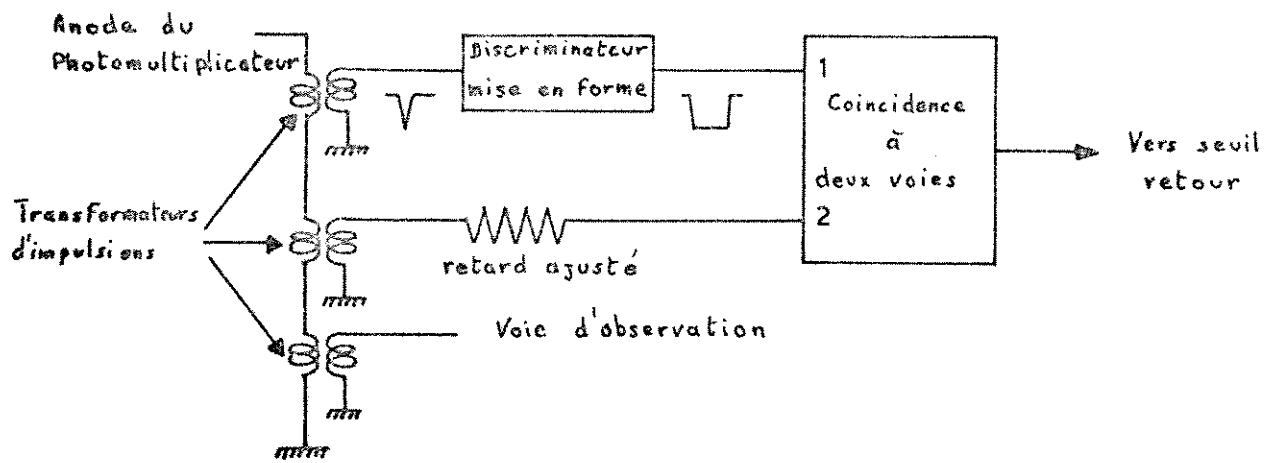 Anode du
Photomultiplicateur
Discriminateur
mise en forme
1
Coincidence
à
deux voies
2
Vers seuil
retour
Transformateurs
d'impulsions
retard ajusté
Voie d'observation